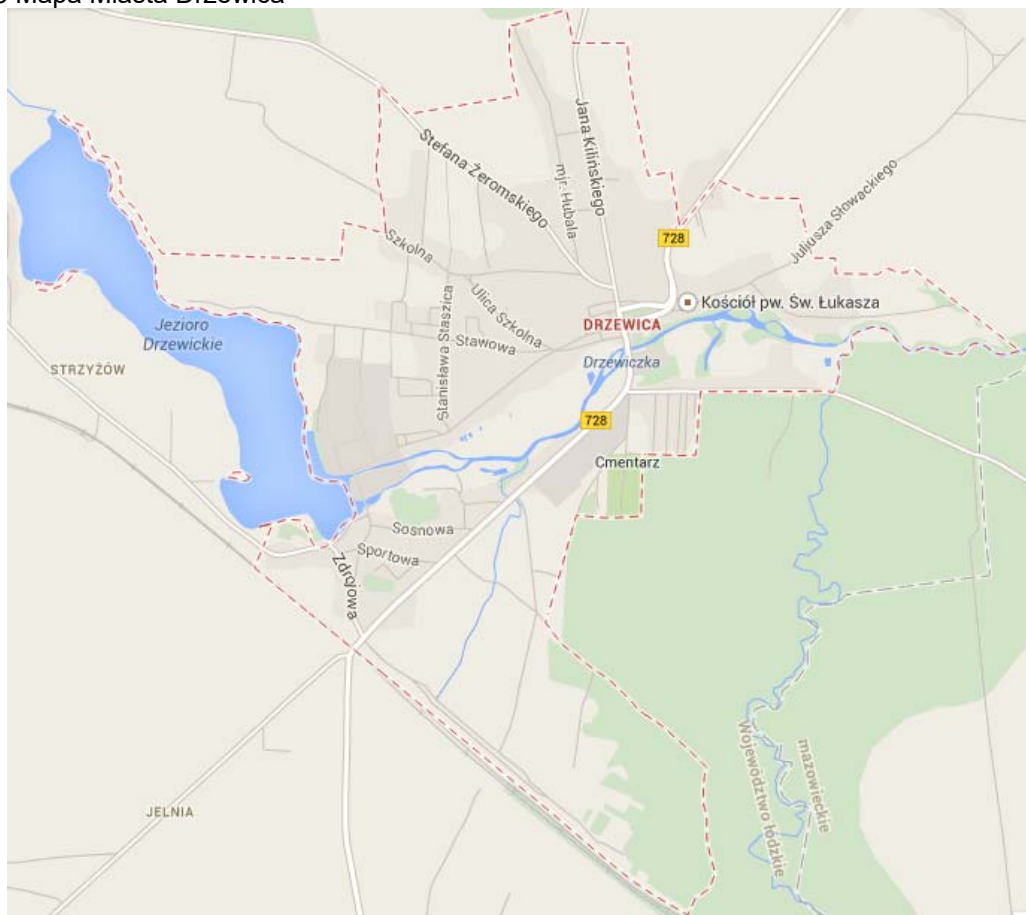 Mapa Miasta Drzewica
Stefana Żeromskiego
Jana Kilińskiego
mjr. Hubala
Juliusza Słowackiego
728
Szkolna
Kościół pw. Św. Łukasza
Ulica Szkolna
DRZEWICA
Stanisława Staszica
Stawowa
Jezioro
Drzewickie
Drzewiczka
STRZYŻÓW
728
Cmentarz
Sosnowa
Sportowa
Zdrojowa
Województwo łódzkie
mazowieckie
JELNIA